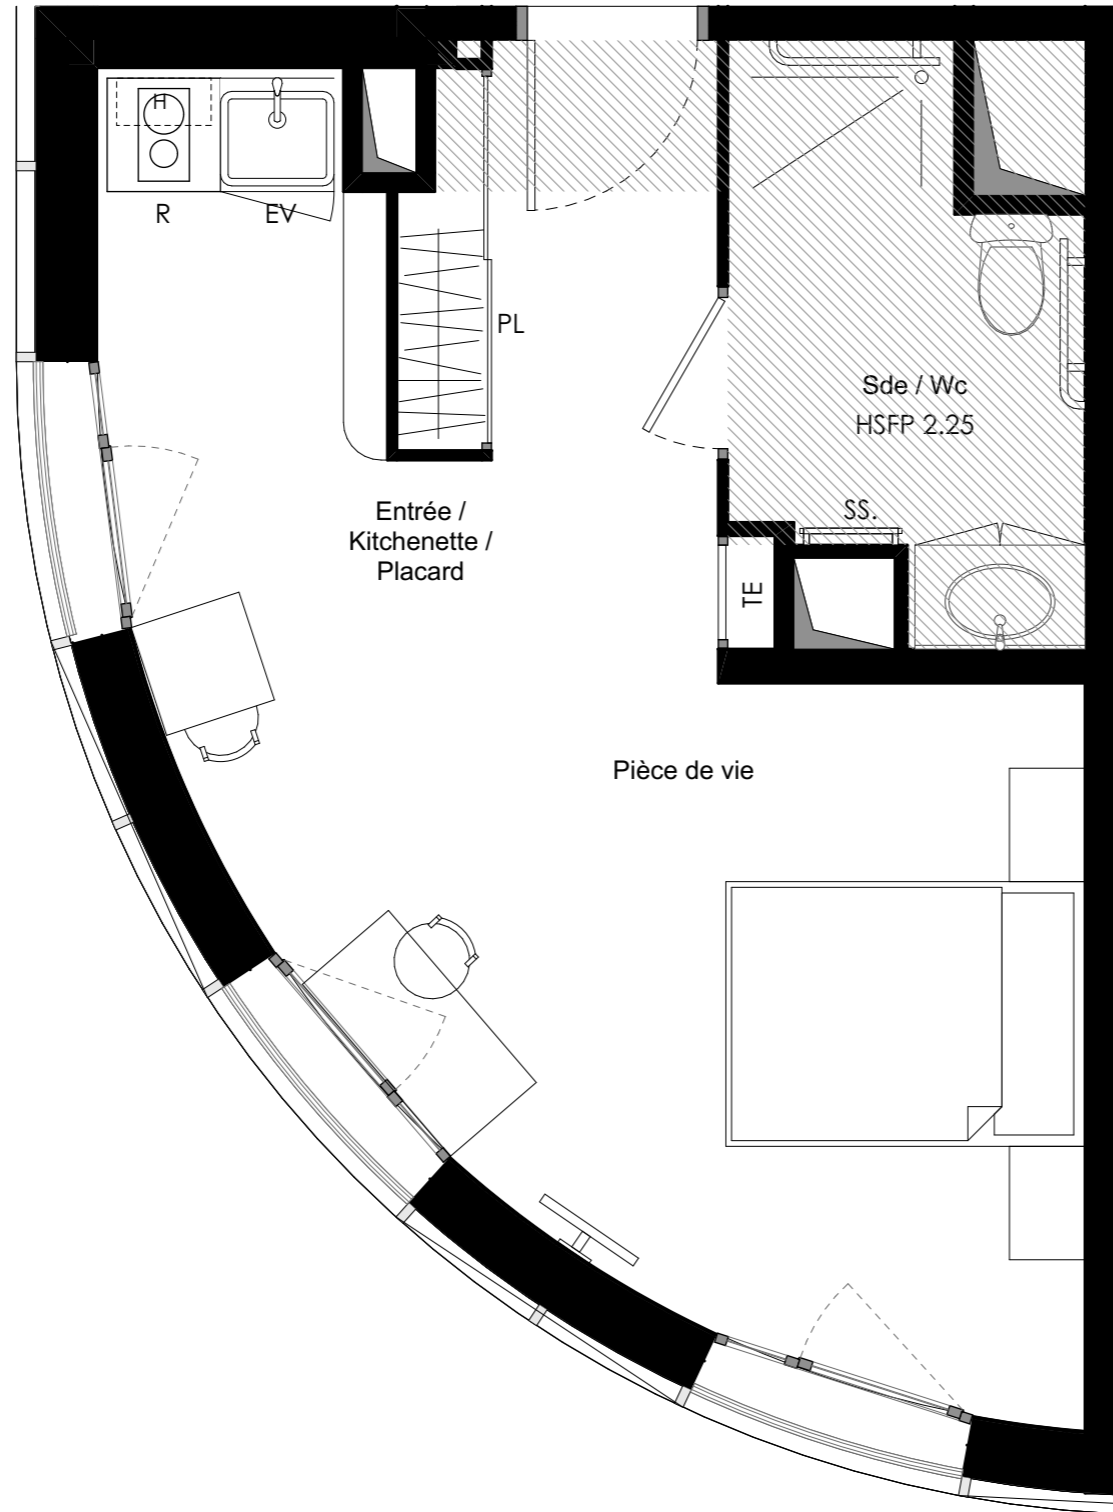 H
R
EV
PL
Sde / Wc
HSFP 2.25
SS.
Entrée /
Kitchenette /
Placard
TE
Pièce de vie